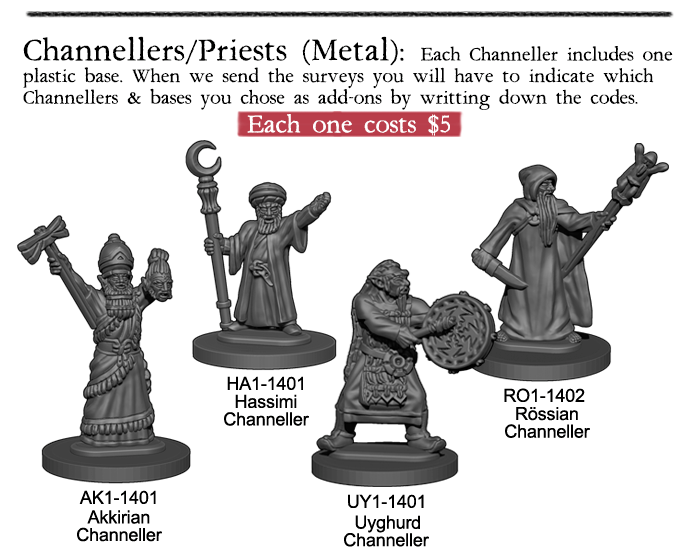 Channellers/Priests (Metal): Each Channeller includes one
plastic base. When we send the surveys you will have to indicate which
Channellers & bases you chose as add-ons by writting down the codes.
Each one costs $5
HA1-1401
Hassimi
Channeller
RO1-1402
Rössian
Channeller
AK1-1401
Akkirian
Channeller
UY1-1401
Uyghurd
Channeller